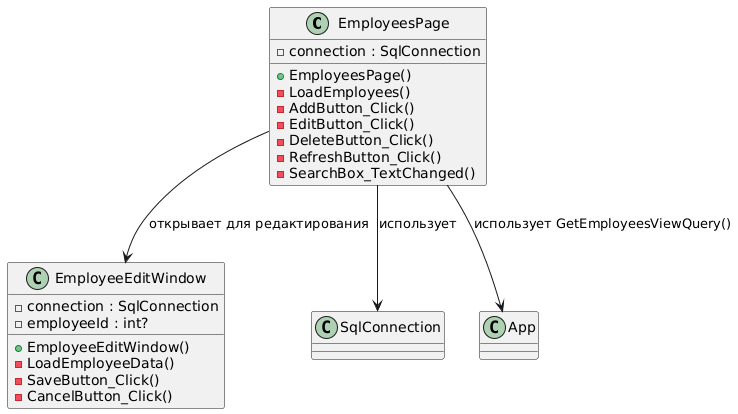 C EmployeesPage
connection : SqlConnection
EmployeesPage()
LoadEmployees()
AddButton_Click()
EditButton_Click()
DeleteButton_Click()
RefreshButton_Click()
SearchBox_TextChanged()
открывает для редактирования
использует
использует GetEmployeesViewQuery()
C EmployeeEditWindow
connection : SqlConnection
employeeId : int?
EmployeeEditWindow()
LoadEmployeeData()
SaveButton_Click()
CancelButton_Click()
C SqlConnection
C App